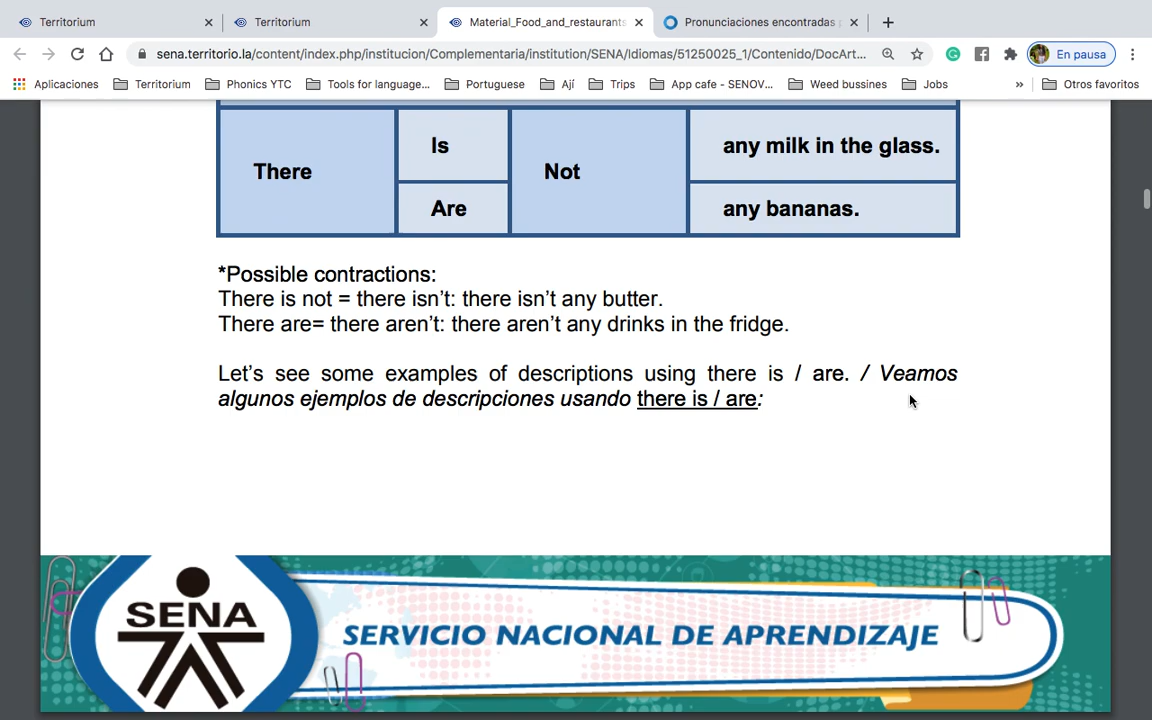 Territorium
Territorium
Material_Food_and_restaurants
Pronunciaciones encontradas p
sena.territorio.la/content/index.php/institucion/Complementaria/institution/SENA/Idiomas/51250025_1/Contenido/DocArt...
En pausa
Aplicaciones
Territorium
Phonics YTC
Tools for language...
Portuguese
Ají
Trips
App cafe - SENOV...
Weed bussines
Jobs
»
Otros favoritos
There
Is
Not
any milk in the glass.
Are
any bananas.
*Possible contractions:
There is not = there isn't: there isn't any butter.
There are= there aren't: there aren't any drinks in the fridge.
Let's see some examples of descriptions using there is / are. / Veamos
algunos ejemplos de descripciones usando there is / are:
SENA
SERVICIO NACIONAL DE APRENDIZAJE